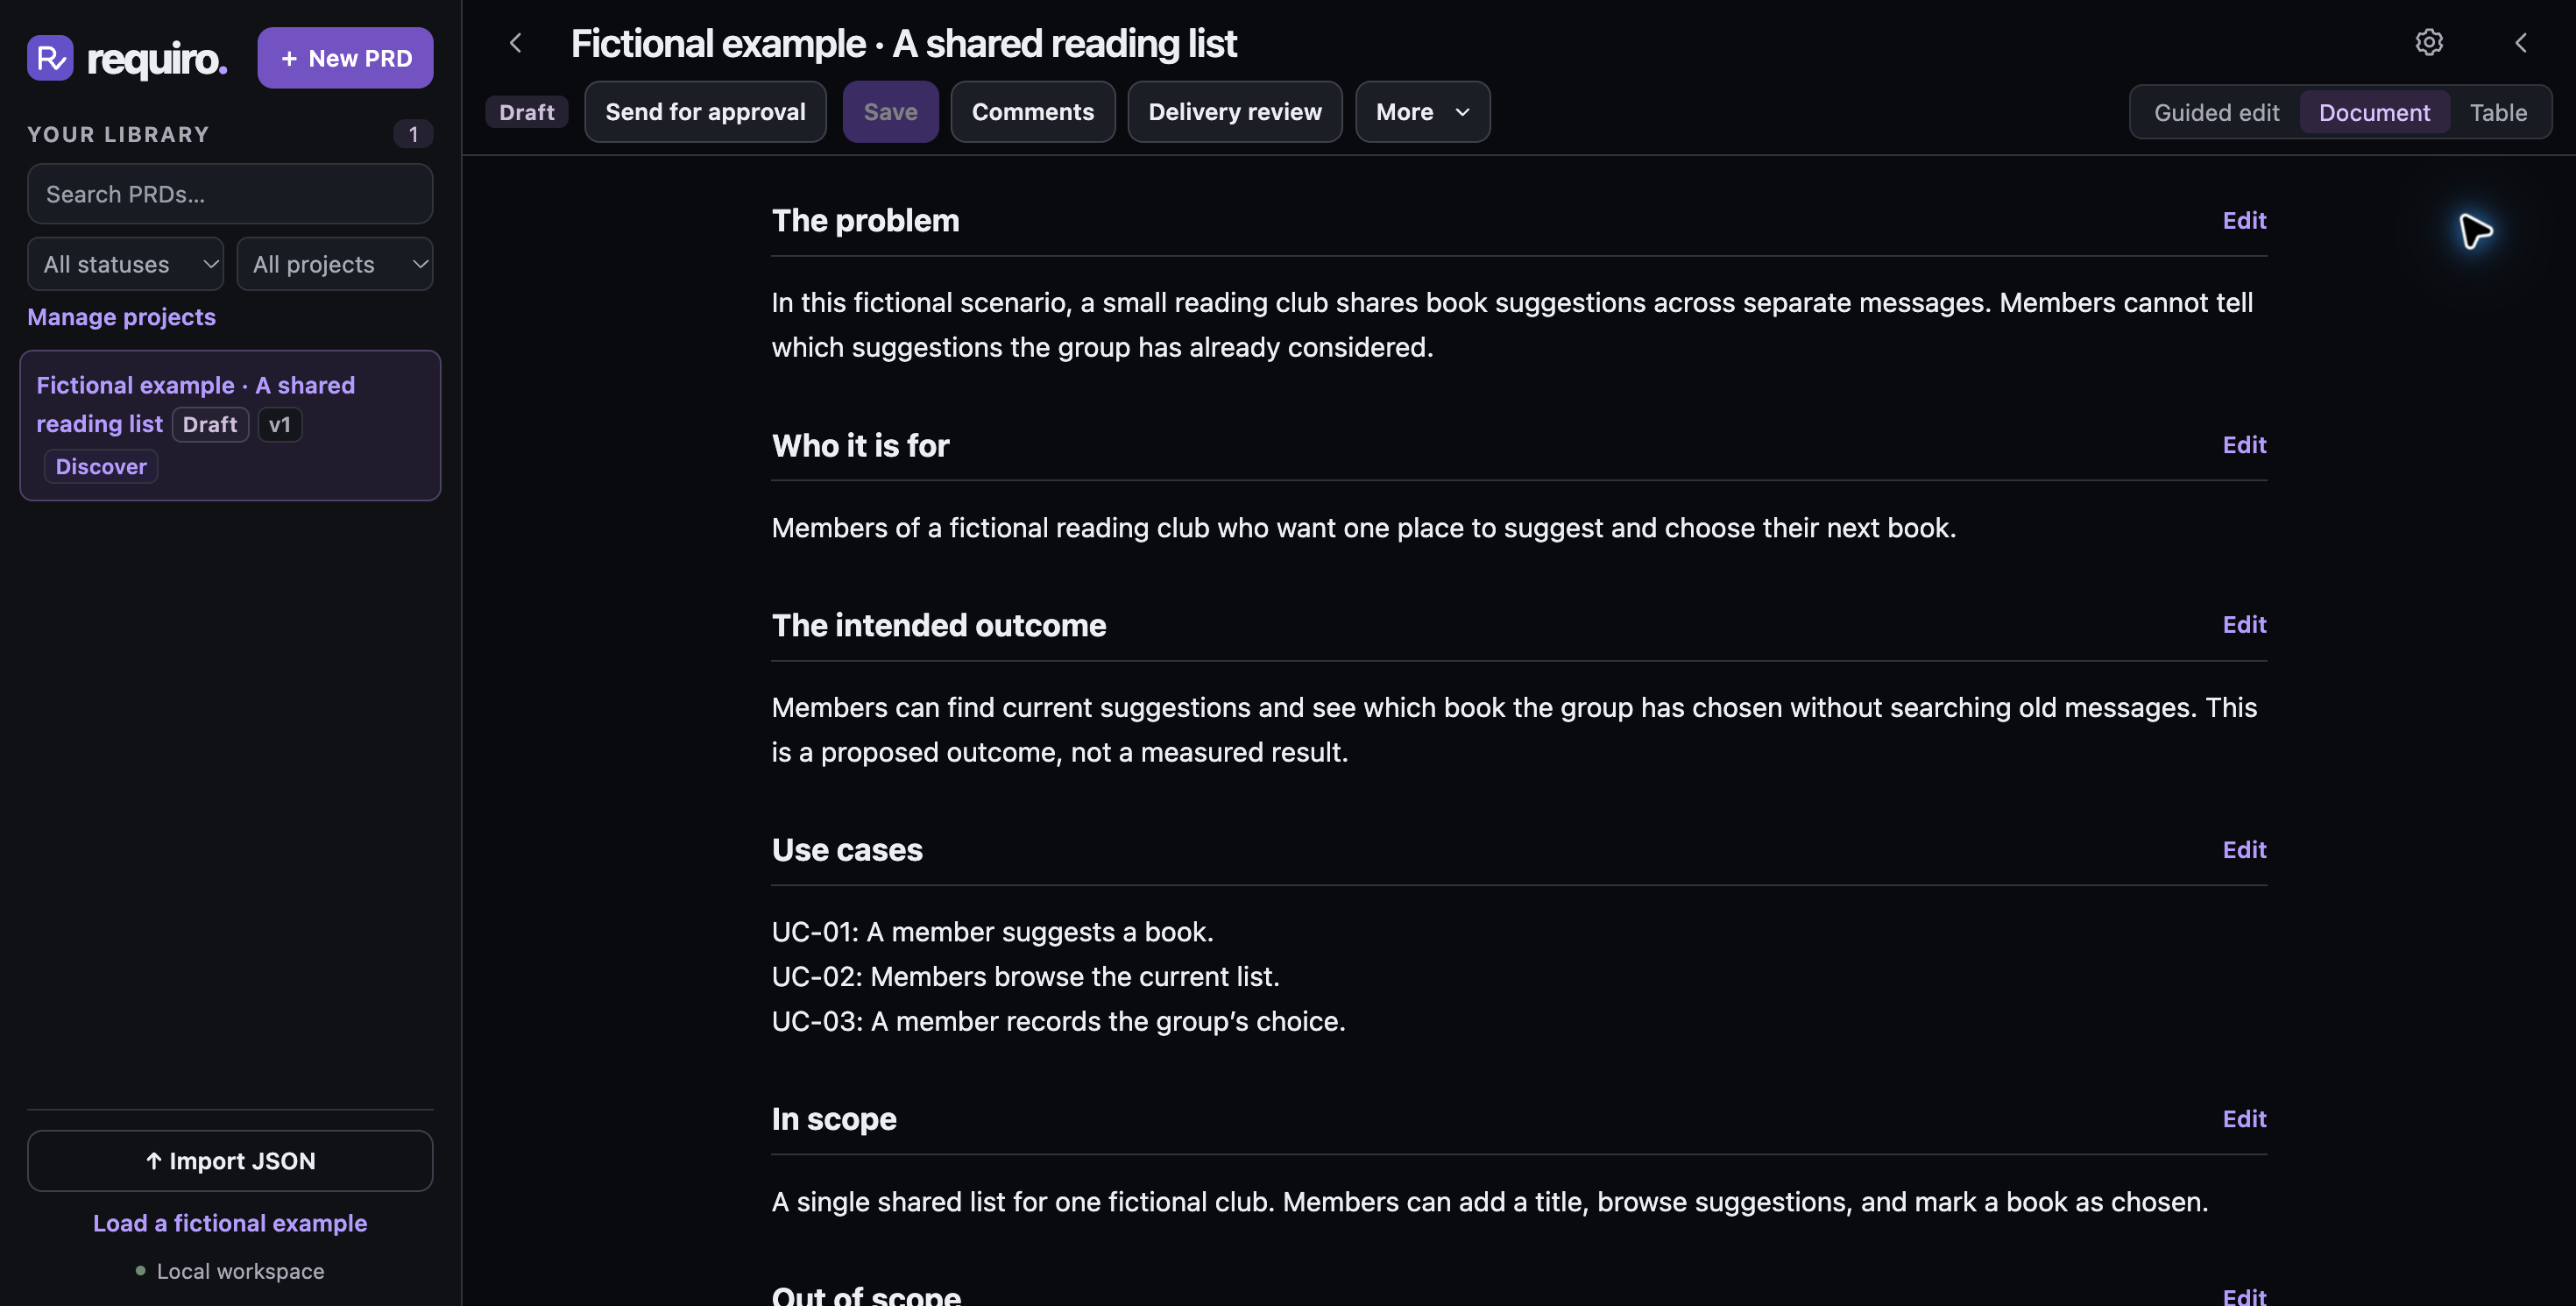 requiro.
+ New PRD
YOUR LIBRARY
1
Search PRDs...
All statuses
All projects
Manage projects
Fictional example · A shared
reading list Draft v1
Discover
↑ Import JSON
Load a fictional example
Local workspace
Fictional example · A shared reading list
Draft
Send for approval
Save
Comments
Delivery review
More
Guided edit
Document
Table
The problem
Edit
In this fictional scenario, a small reading club shares book suggestions across separate messages. Members cannot tell
which suggestions the group has already considered.
Who it is for
Edit
Members of a fictional reading club who want one place to suggest and choose their next book.
The intended outcome
Edit
Members can find current suggestions and see which book the group has chosen without searching old messages. This
is a proposed outcome, not a measured result.
Use cases
Edit
UC-01: A member suggests a book.
UC-02: Members browse the current list.
UC-03: A member records the group’s choice.
In scope
Edit
A single shared list for one fictional club. Members can add a title, browse suggestions, and mark a book as chosen.
Out of scope
Edit